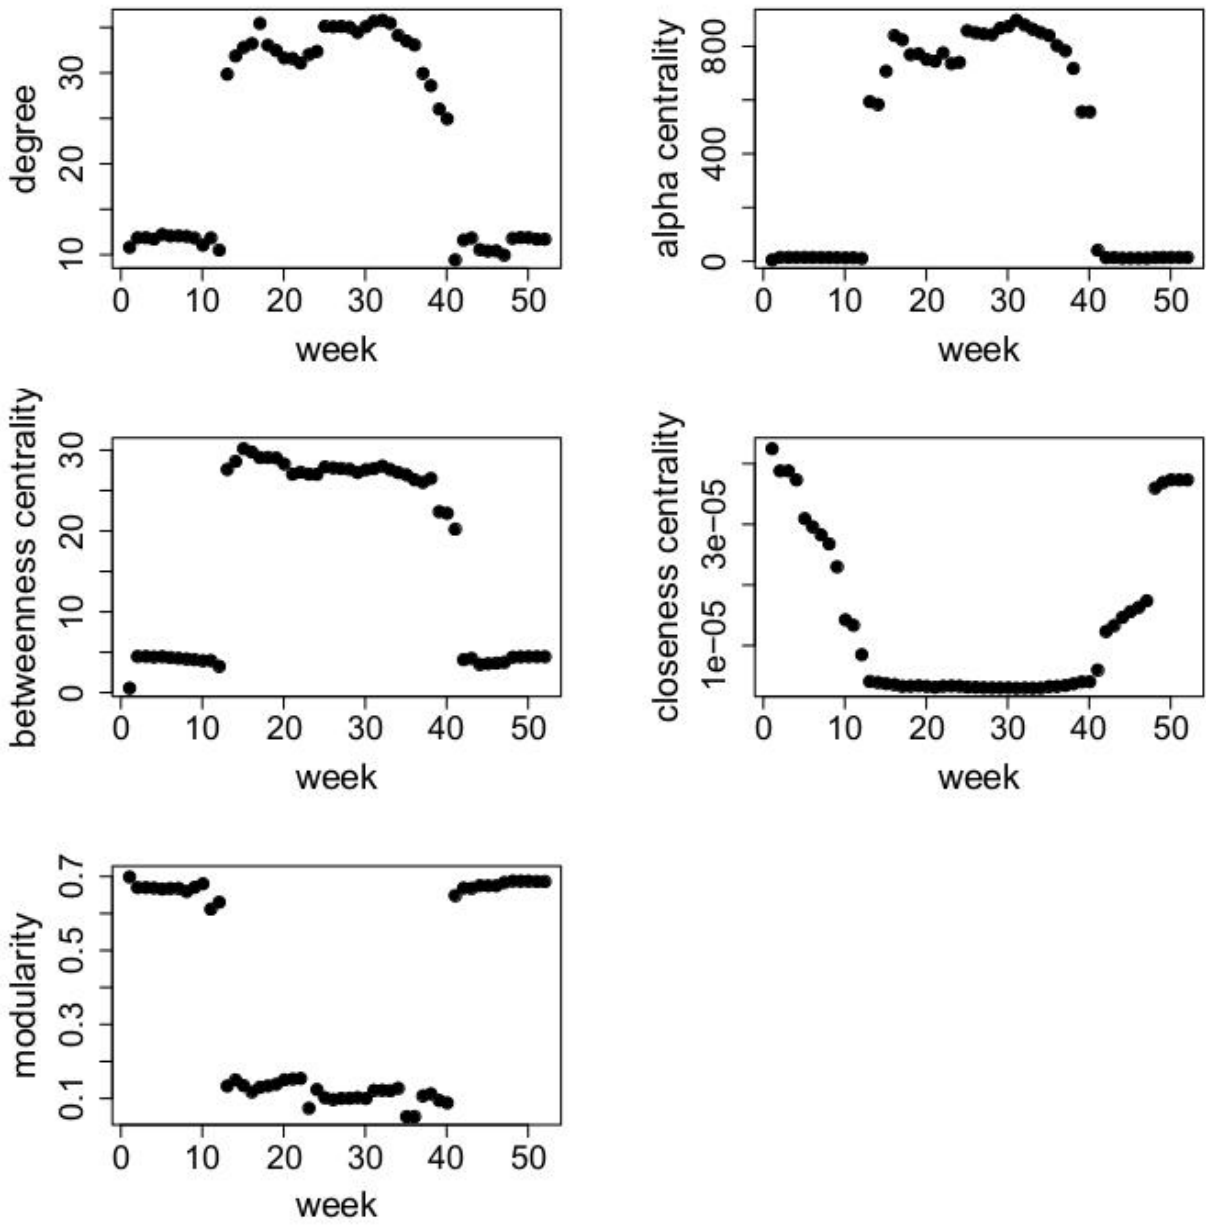 degree
30
20
10
0 10 20 30 40 50
week
alpha centrality
800
400
0
0 10 20 30 40 50
week
betweenness centrality
30
20
10
0
0 10 20 30 40 50
week
closeness centrality
3e−05
1e−05
0 10 20 30 40 50
week
modularity
0.7
0.5
0.3
0.1
0 10 20 30 40 50
week